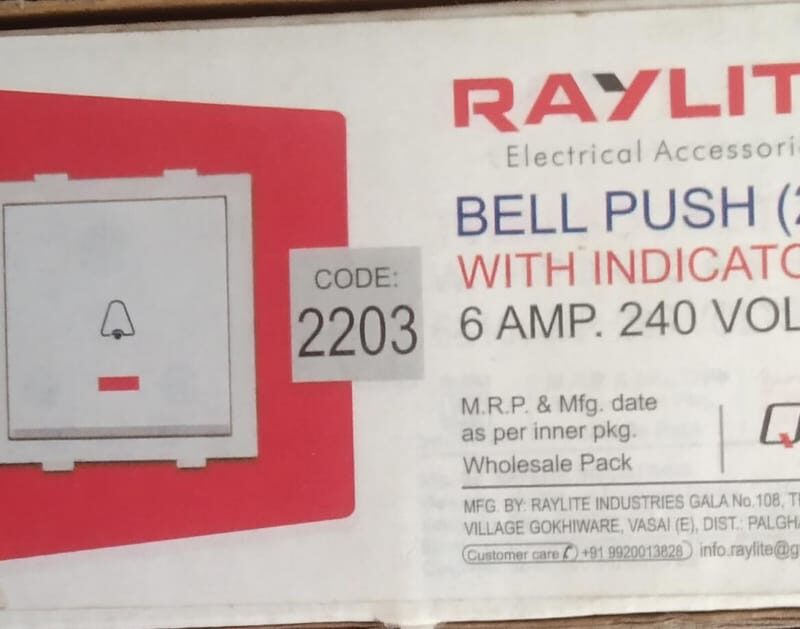 RAYLIT
Electrical Accessori
BELL PUSH (2
WITH INDICATO
6 AMP. 240 VOL
CODE:
2203
M.R.P. & Mfg. date
as per inner pkg.
Wholesale Pack
MFG. BY: RAYLITE INDUSTRIES GALA No.108, T
VILLAGE GOKHIWARE, VASAI (E), DIST.: PALGHA
Customer care +91 9920013828 info.raylite@g